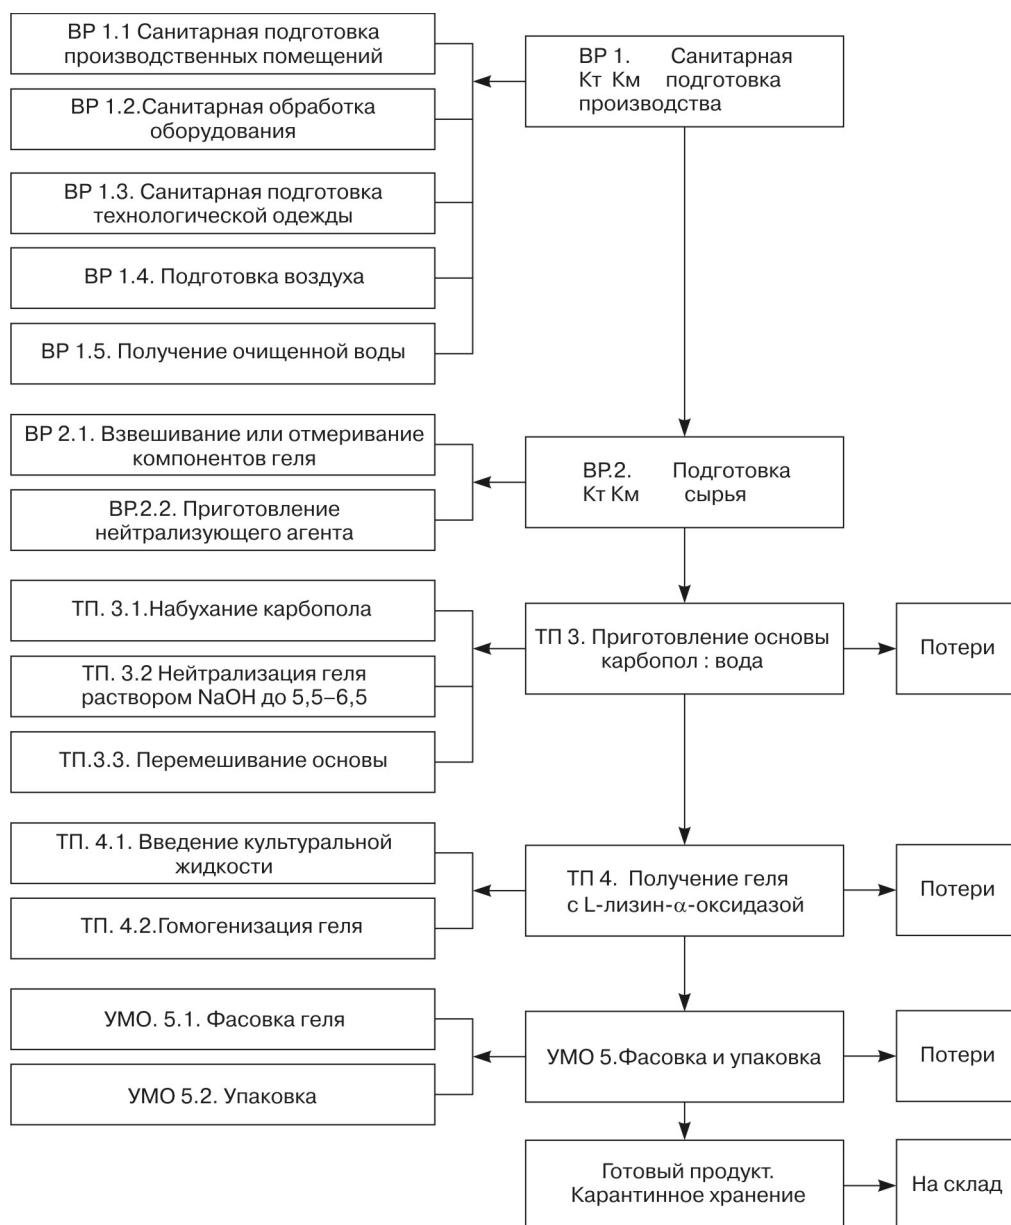 ВР 1.1 Санитарная подготовка
производственных помещений
ВР 1.2.Санитарная обработка
оборудования
ВР 1.3. Санитарная подготовка
технологической одежды
ВР 1.4. Подготовка воздуха
ВР 1.5. Получение очищенной воды
ВР 1. Санитарная
Кт Км подготовка
производства
ВР 2.1. Взвешивание или отмеривание
компонентов геля
ВР.2.2. Приготовление
нейтрализующего агента
ВР.2. Подготовка
Кт Км сырья
ТП. 3.1.Набухание карбопола
ТП. 3.2 Нейтрализация геля
раствором NaOH до 5,5–6,5
ТП.3.3. Перемешивание основы
ТП 3. Приготовление основы
карбопол : вода
Потери
ТП. 4.1. Введение культуральной
жидкости
ТП. 4.2.Гомогенизация геля
ТП 4. Получение геля
с L-лизин-α-оксидазой
Потери
УМО. 5.1. Фасовка геля
УМО 5.2. Упаковка
УМО 5.Фасовка и упаковка
Потери
Готовый продукт.
Карантинное хранение
На склад